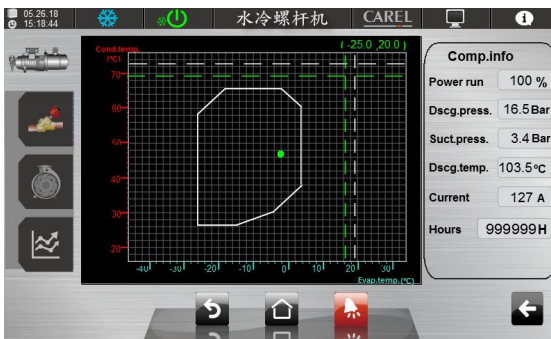 05.26.18
15:18:44
水冷螺杆机
CAREL
Cond.temp.
(℃)
(-25.0 ,20.0 )
70
60
50
40
30
20
-40
-30
-20
-10
0
10
20
30
Evap.temp.(℃)
Comp.info
Power run 100 %
Dscg.press. 16.5 Bar
Suct.press. 3.4 Bar
Dscg.temp. 103.5 ℃
Current 127 A
Hours 999999 H